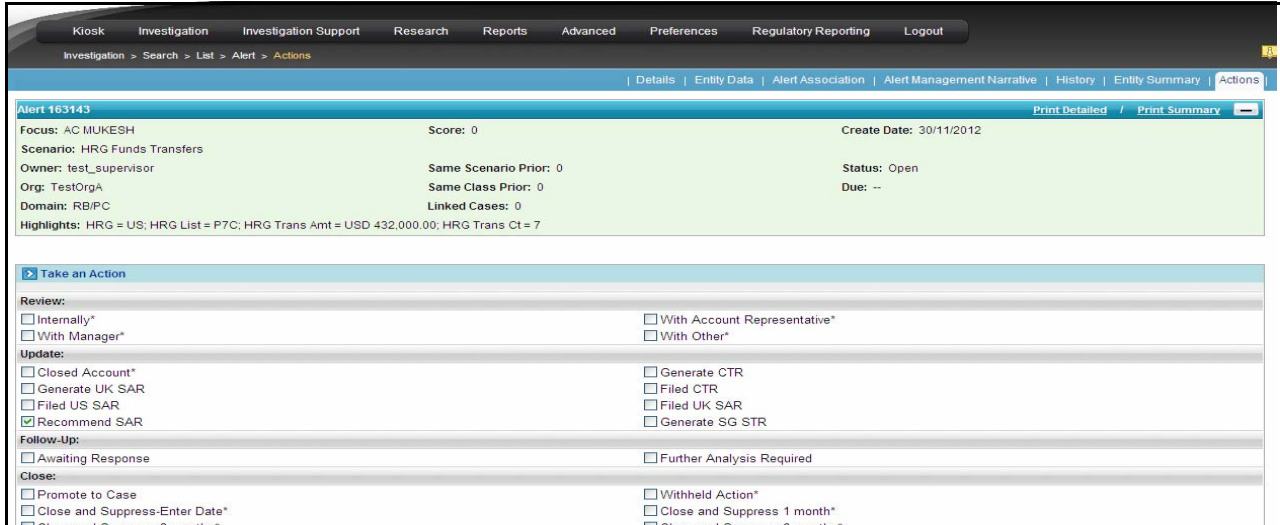 Kiosk Investigation Investigation Support Research Reports Advanced Preferences Regulatory Reporting Logout
Investigation > Search > List > Alert > Actions
| Details | Entity Data | Alert Association | Alert Management Narrative | History | Entity Summary | Actions |
Alert 163143 Print Detailed / Print Summary
Focus: AC MUKESH Score: 0 Create Date: 30/11/2012
Scenario: HRG Funds Transfers
Owner: test_supervisor Same Scenario Prior: 0 Status: Open
Org: TestOrgA Same Class Prior: 0 Due: --
Domain: RB/PC Linked Cases: 0
Highlights: HRG = US; HRG List = P7C; HRG Trans Amt = USD 432,000.00; HRG Trans Ct = 7
Take an Action
Review:
Internally* With Account Representative*
With Manager* With Other*
Update:
Closed Account* Generate CTR
Generate UK SAR Filed CTR
Filed US SAR Filed UK SAR
Recommend SAR Generate SG STR
Follow-Up:
Awaiting Response Further Analysis Required
Close:
Promote to Case Withheld Action*
Close and Suppress-Enter Date* Close and Suppress 1 month*